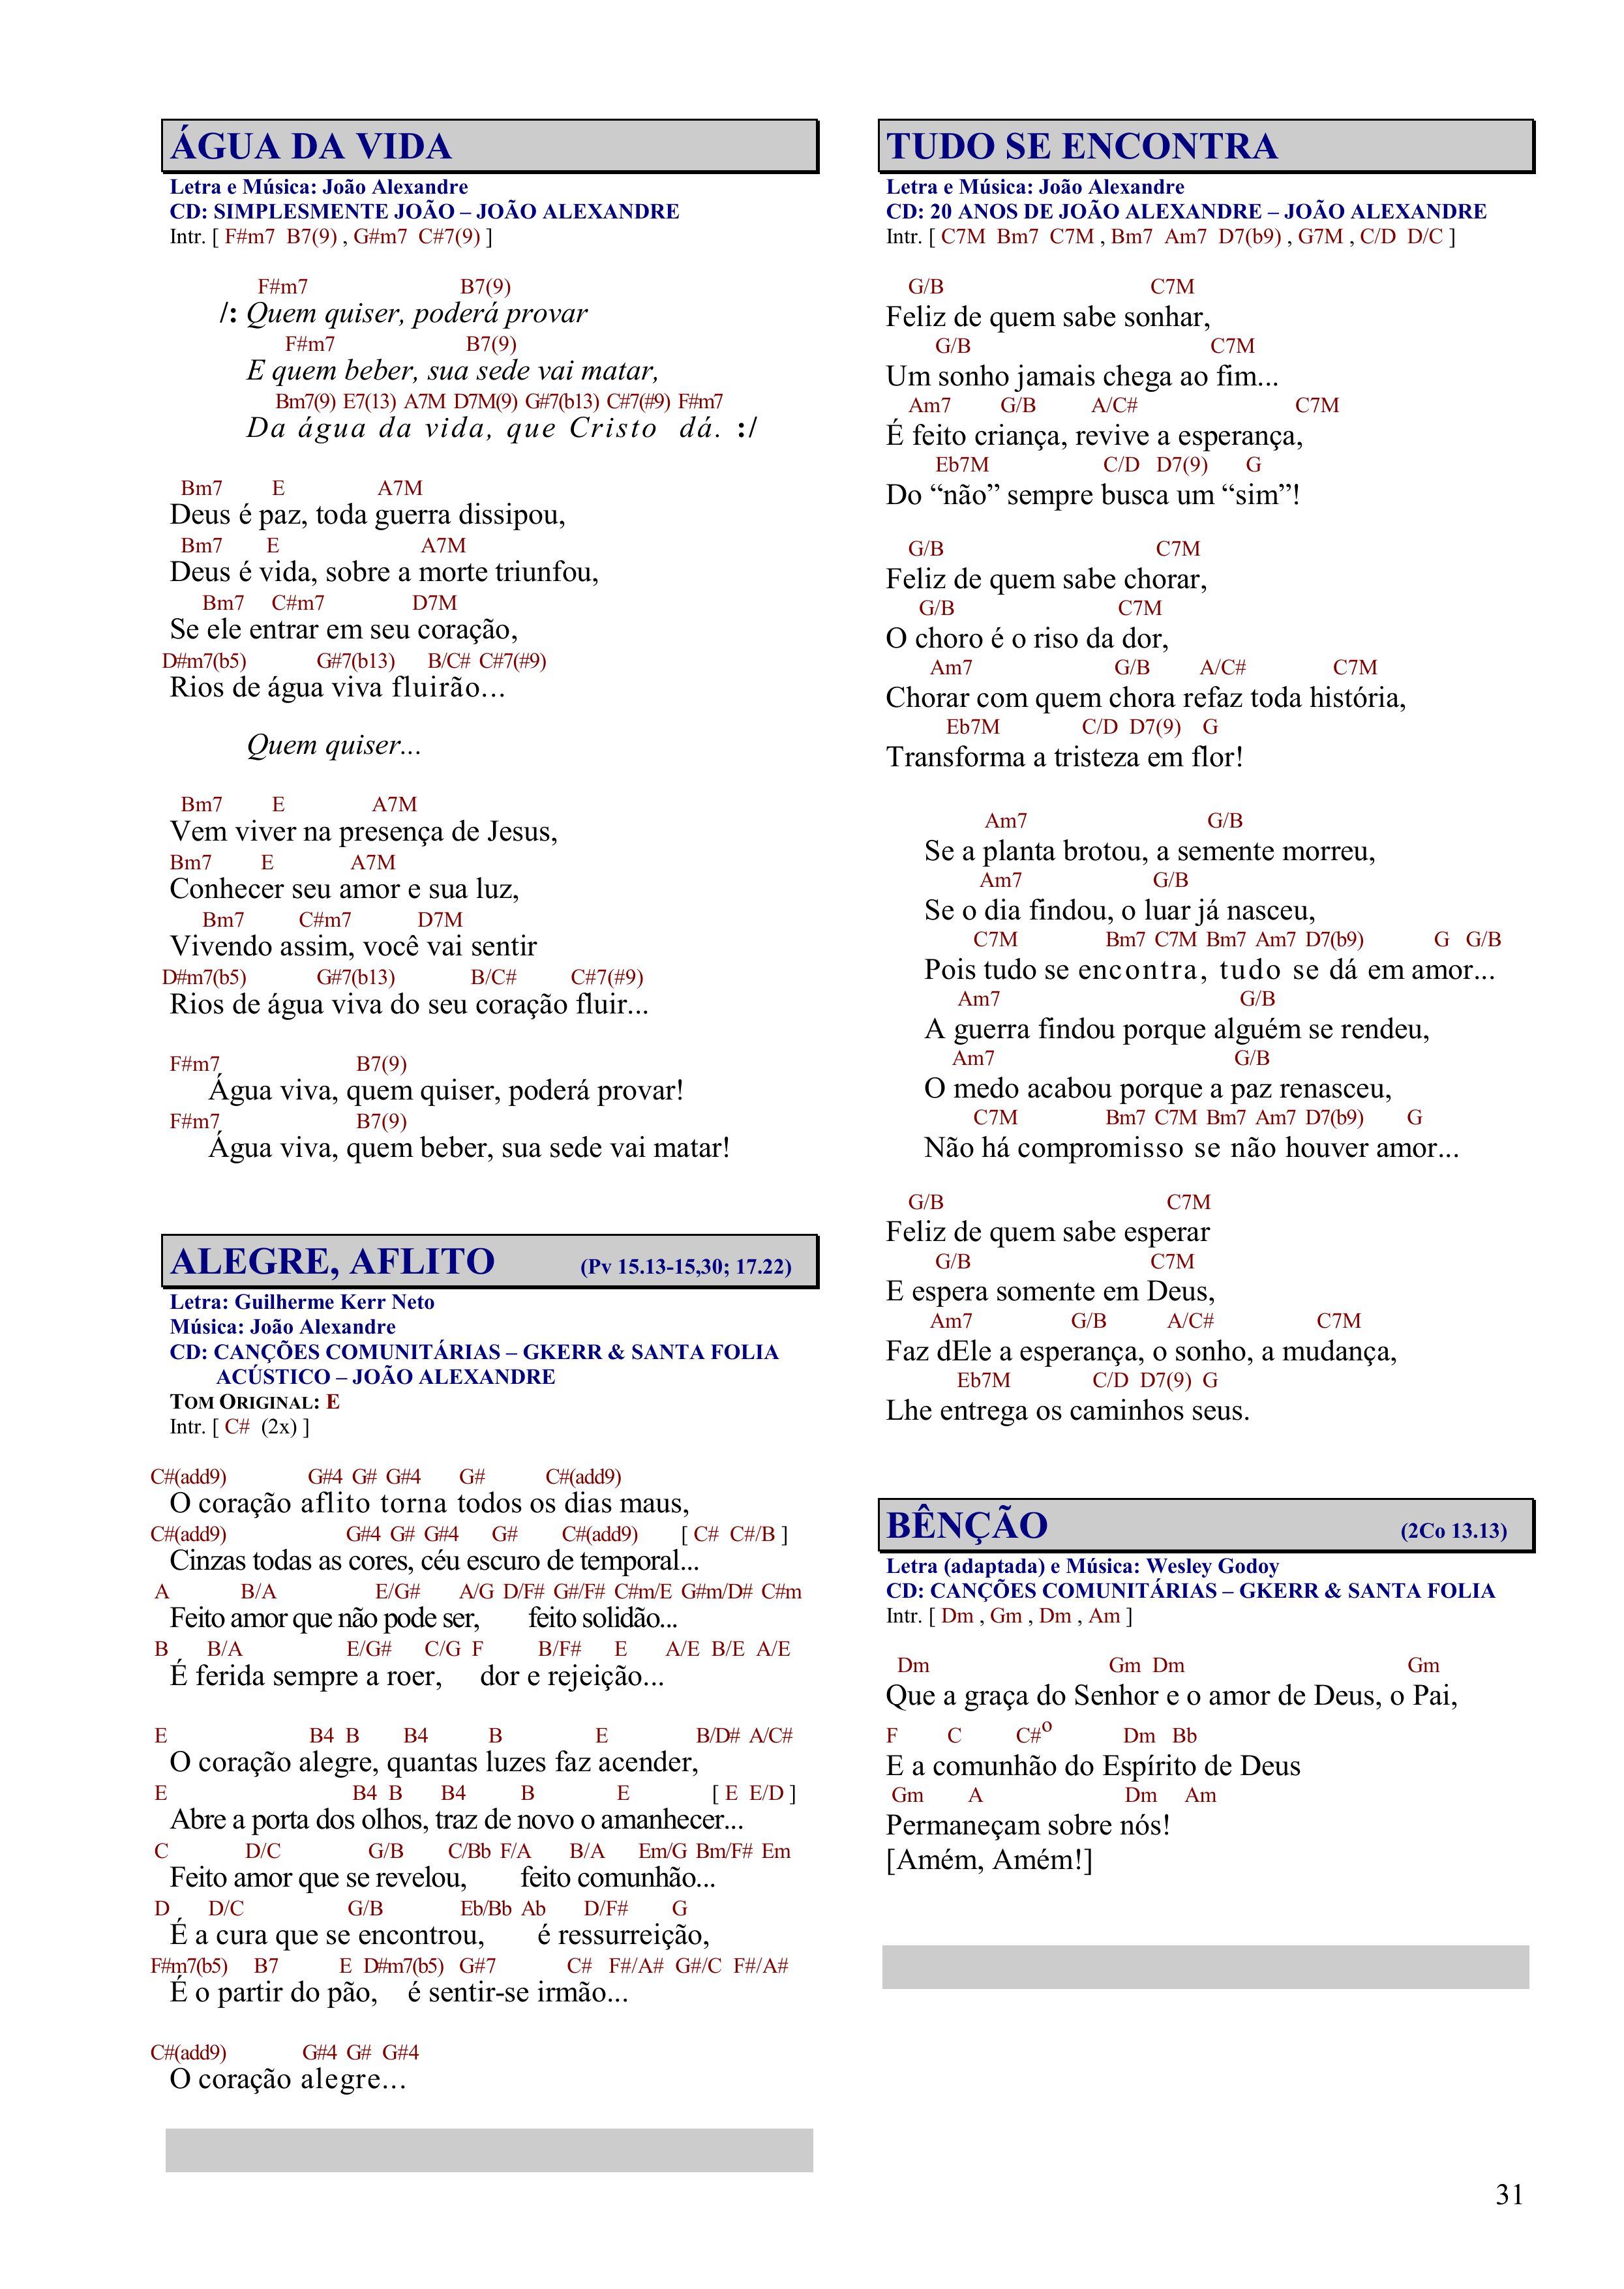 ÁGUA DA VIDA
Letra e Música: João Alexandre
CD: SIMPLESMENTE JOÃO – JOÃO ALEXANDRE
Intr. [ F#m7 B7(9) , G#m7 C#7(9) ]
F#m7 B7(9)
/: Quem quiser, poderá provar
F#m7 B7(9)
E quem beber, sua sede vai matar,
Bm7(9) E7(13) A7M D7M(9) G#7(b13) C#7(#9) F#m7
Da água da vida, que Cristo dá. :/
Bm7 E A7M
Deus é paz, toda guerra dissipou,
Bm7 E A7M
Deus é vida, sobre a morte triunfou,
Bm7 C#m7 D7M
Se ele entrar em seu coração,
D#m7(b5) G#7(b13) B/C# C#7(#9)
Rios de água viva fluirão...
Quem quiser...
Bm7 E A7M
Vem viver na presença de Jesus,
Bm7 E A7M
Conhecer seu amor e sua luz,
Bm7 C#m7 D7M
Vivendo assim, você vai sentir
D#m7(b5) G#7(b13) B/C# C#7(#9)
Rios de água viva do seu coração fluir...
F#m7 B7(9)
Água viva, quem quiser, poderá provar!
F#m7 B7(9)
Água viva, quem beber, sua sede vai matar!
ALEGRE, AFLITO (Pv 15.13-15,30; 17.22)
Letra: Guilherme Kerr Neto
Música: João Alexandre
CD: CANÇÕES COMUNITÁRIAS – GKERR & SANTA FOLIA
ACÚSTICO – JOÃO ALEXANDRE
TOM ORIGINAL: E
Intr. [ C# (2x) ]
C#(add9) G#4 G# G#4 G# C#(add9)
O coração aflito torna todos os dias maus,
C#(add9) G#4 G# G#4 G# C#(add9) [ C# C#/B ]
Cinzas todas as cores, céu escuro de temporal...
A B/A E/G# A/G D/F# G#/F# C#m/E G#m/D# C#m
Feito amor que não pode ser, feito solidão...
B B/A E/G# C/G F B/F# E A/E B/E A/E
É ferida sempre a roer, dor e rejeição...
E B4 B B4 B E B/D# A/C#
O coração alegre, quantas luzes faz acender,
E B4 B B4 B E [ E E/D ]
Abre a porta dos olhos, traz de novo o amanhecer...
C D/C G/B C/Bb F/A B/A Em/G Bm/F# Em
Feito amor que se revelou, feito comunhão...
D D/C G/B Eb/Bb Ab D/F# G
É a cura que se encontrou, é ressurreição,
F#m7(b5) B7 E D#m7(b5) G#7 C# F#/A# G#/C F#/A#
É o partir do pão, é sentir-se irmão...
C#(add9) G#4 G# G#4
O coração alegre...
TUDO SE ENCONTRA
Letra e Música: João Alexandre
CD: 20 ANOS DE JOÃO ALEXANDRE – JOÃO ALEXANDRE
Intr. [ C7M Bm7 C7M , Bm7 Am7 D7(b9) , G7M , C/D D/C ]
G/B C7M
Feliz de quem sabe sonhar,
G/B C7M
Um sonho jamais chega ao fim...
Am7 G/B A/C# C7M
É feito criança, revive a esperança,
Eb7M C/D D7(9) G
Do “não” sempre busca um “sim”!
G/B C7M
Feliz de quem sabe chorar,
G/B C7M
O choro é o riso da dor,
Am7 G/B A/C# C7M
Chorar com quem chora refaz toda história,
Eb7M C/D D7(9) G
Transforma a tristeza em flor!
Am7 G/B
Se a planta brotou, a semente morreu,
Am7 G/B
Se o dia findou, o luar já nasceu,
C7M Bm7 C7M Bm7 Am7 D7(b9) G G/B
Pois tudo se encontra, tudo se dá em amor...
Am7 G/B
A guerra findou porque alguém se rendeu,
Am7 G/B
O medo acabou porque a paz renasceu,
C7M Bm7 C7M Bm7 Am7 D7(b9) G
Não há compromisso se não houver amor...
G/B C7M
Feliz de quem sabe esperar
G/B C7M
E espera somente em Deus,
Am7 G/B A/C# C7M
Faz dEle a esperança, o sonho, a mudança,
Eb7M C/D D7(9) G
Lhe entrega os caminhos seus.
BÊNÇÃO (2Co 13.13)
Letra (adaptada) e Música: Wesley Godoy
CD: CANÇÕES COMUNITÁRIAS – GKERR & SANTA FOLIA
Intr. [ Dm , Gm , Dm , Am ]
Dm Gm Dm Gm
Que a graça do Senhor e o amor de Deus, o Pai,
F C C#º Dm Bb
E a comunhão do Espírito de Deus
Gm A Dm Am
Permaneçam sobre nós!
[Amém, Amém!]
31